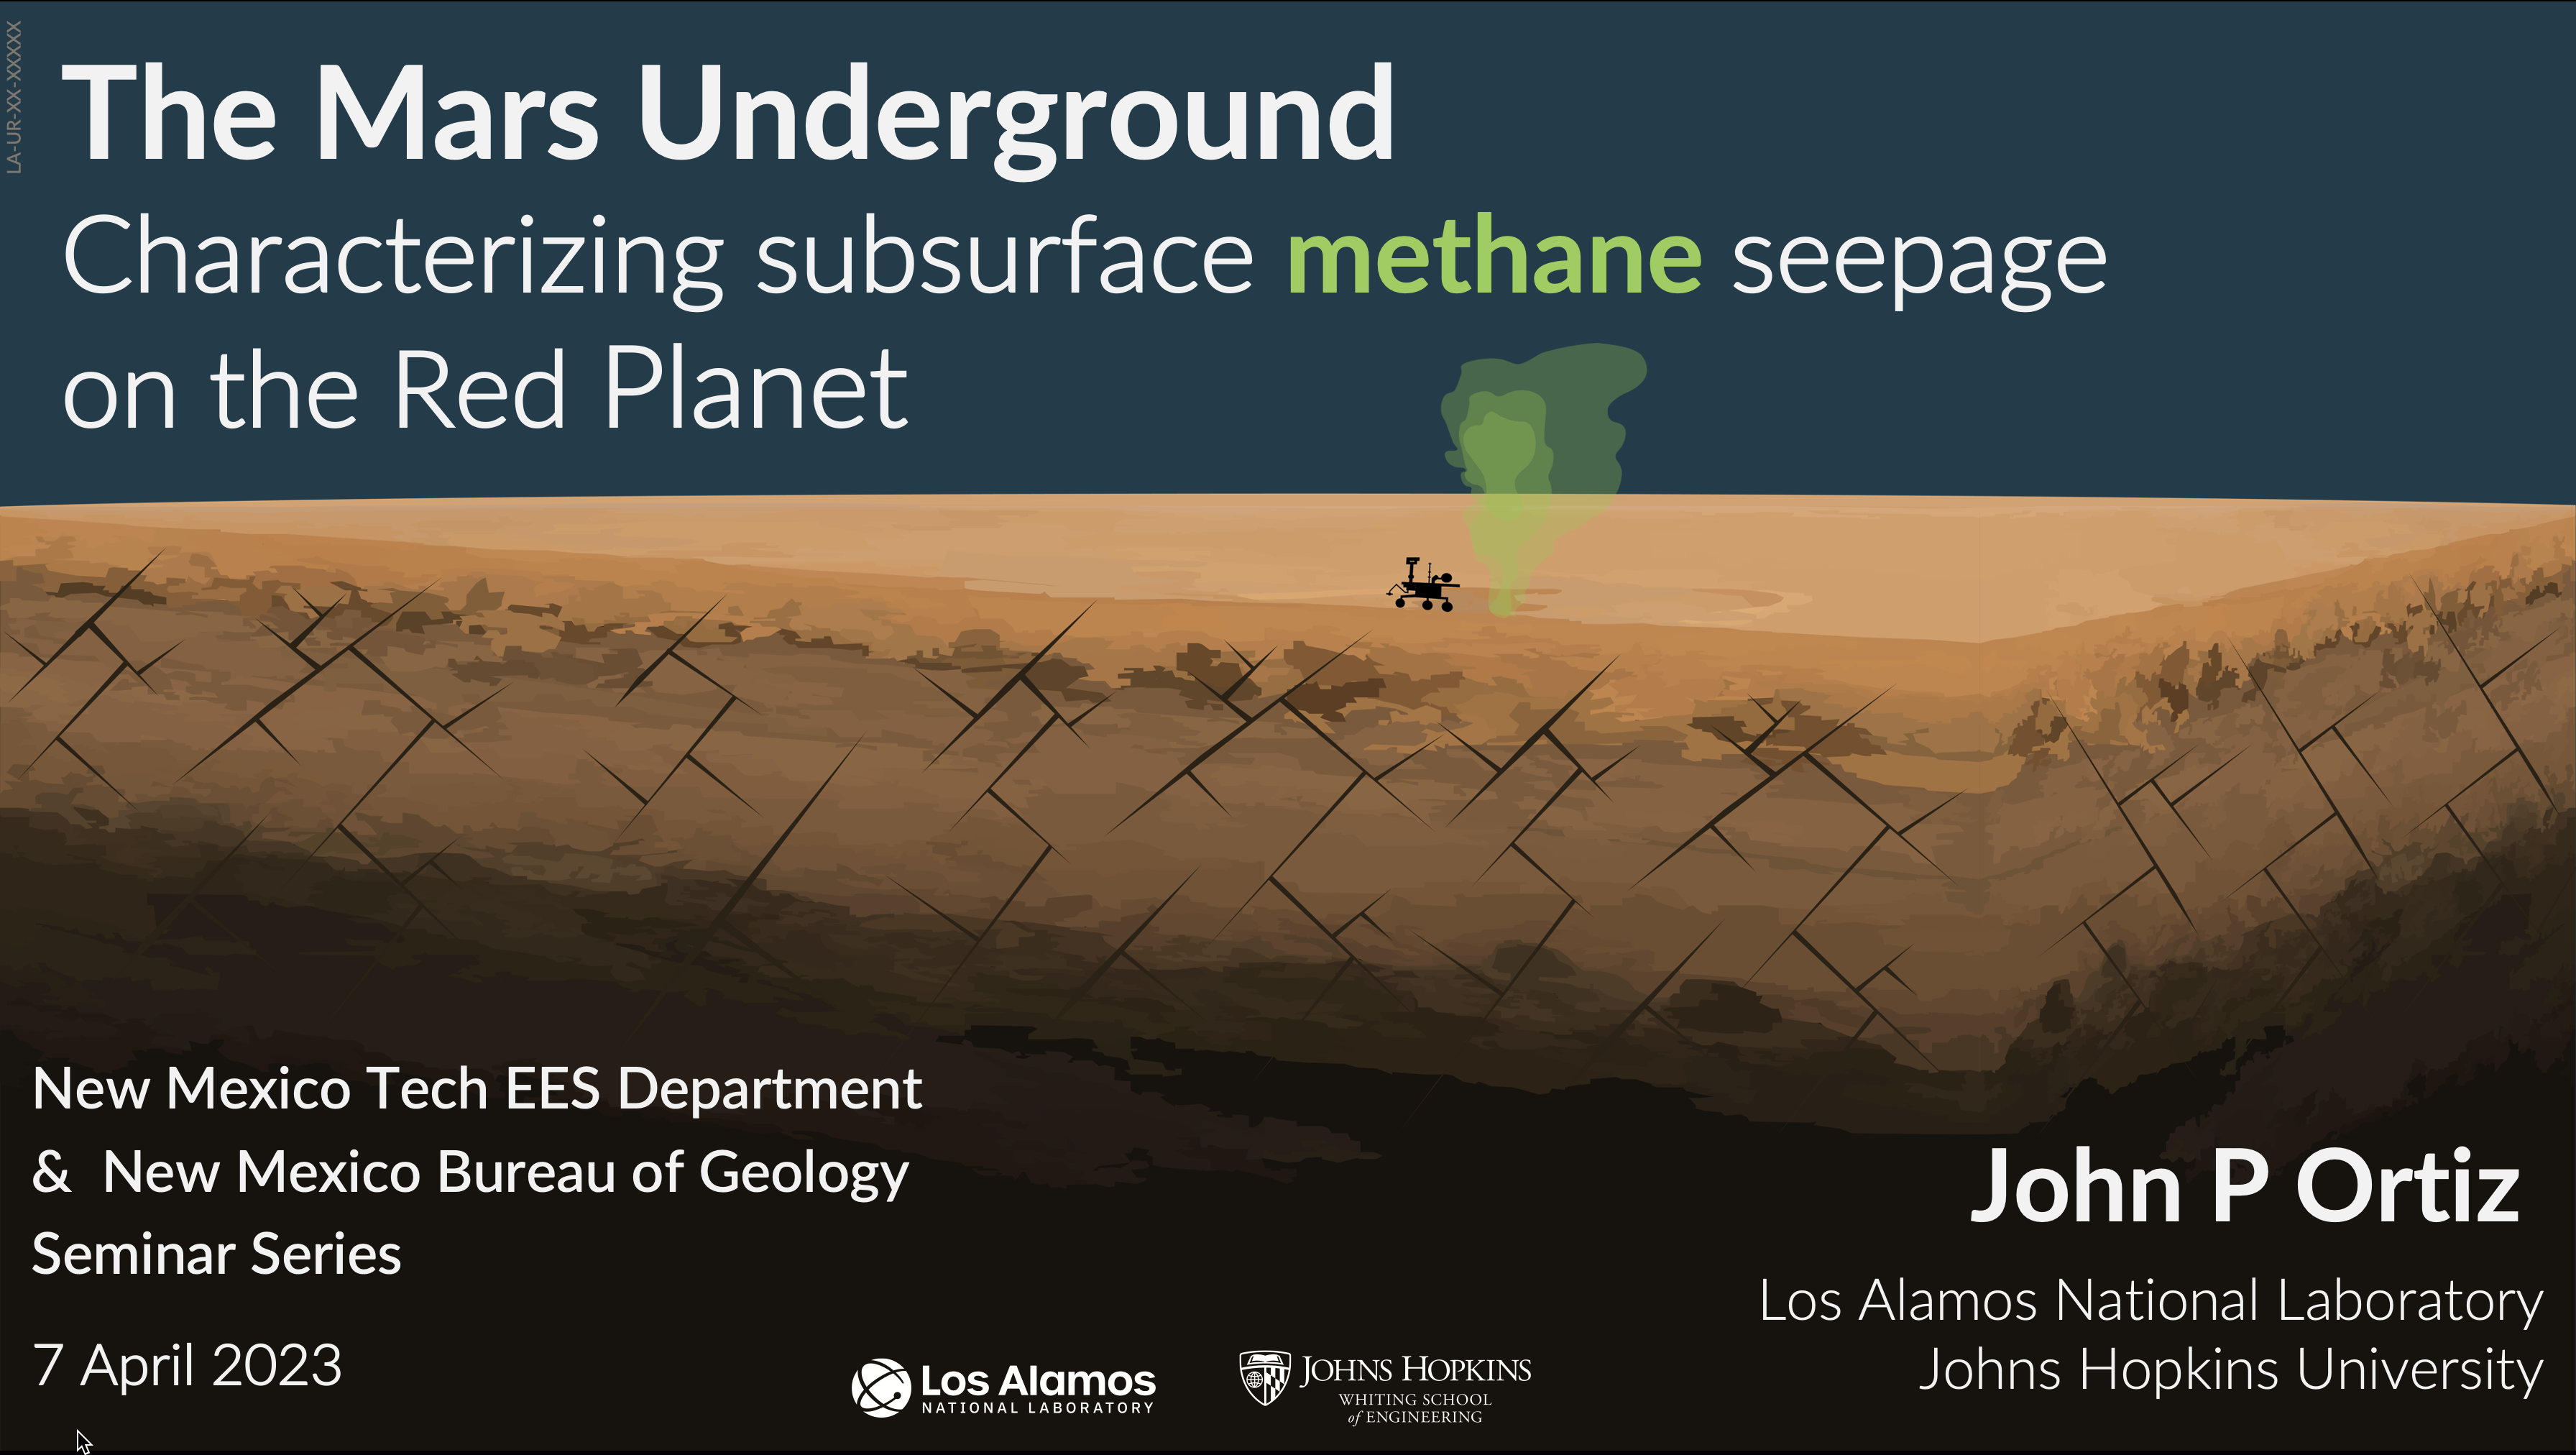 LA-UR-XX-XXXXX
The Mars Underground
Characterizing subsurface methane seepage
on the Red Planet
New Mexico Tech EES Department
& New Mexico Bureau of Geology
Seminar Series
7 April 2023
John P Ortiz
Los Alamos National Laboratory
Johns Hopkins University
Los Alamos
NATIONAL LABORATORY
JOHNS HOPKINS
WHITING SCHOOL
of ENGINEERING